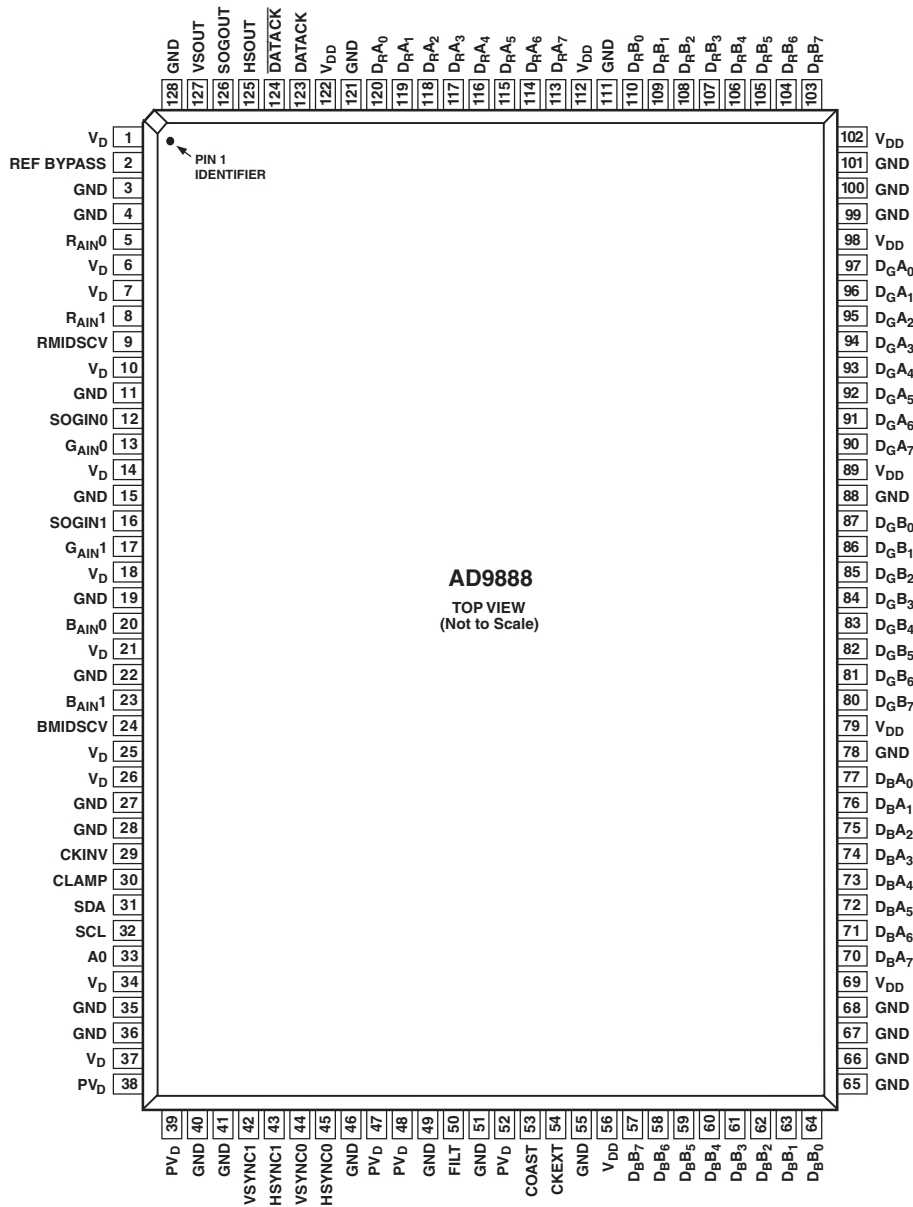 GND
VSOUT
SOGOUT
HSOUT
D̅A̅T̅A̅C̅K̅
DATACK
VDD
GND
DRA0
DRA1
DRA2
DRA3
DRA4
DRA5
DRA6
DRA7
VDD
GND
DRB0
DRB1
DRB2
DRB3
DRB4
DRB5
DRB6
DRB7
128
127
126
125
124
123
122
121
120
119
118
117
116
115
114
113
112
111
110
109
108
107
106
105
104
103
VD 1
REF BYPASS 2
GND 3
GND 4
RAIN0 5
VD 6
VD 7
RAIN1 8
RMIDSCV 9
VD 10
GND 11
SOGIN0 12
GAIN0 13
VD 14
GND 15
SOGIN1 16
GAIN1 17
VD 18
GND 19
BAIN0 20
VD 21
GND 22
BAIN1 23
BMIDSCV 24
VD 25
VD 26
GND 27
GND 28
CKINV 29
CLAMP 30
SDA 31
SCL 32
A0 33
VD 34
GND 35
GND 36
VD 37
PVD 38
PIN 1
IDENTIFIER
AD9888
TOP VIEW
(Not to Scale)
102 VDD
101 GND
100 GND
99 GND
98 VDD
97 DGA0
96 DGA1
95 DGA2
94 DGA3
93 DGA4
92 DGA5
91 DGA6
90 DGA7
89 VDD
88 GND
87 DGB0
86 DGB1
85 DGB2
84 DGB3
83 DGB4
82 DGB5
81 DGB6
80 DGB7
79 VDD
78 GND
77 DBA0
76 DBA1
75 DBA2
74 DBA3
73 DBA4
72 DBA5
71 DBA6
70 DBA7
69 VDD
68 GND
67 GND
66 GND
65 GND
39
40
41
42
43
44
45
46
47
48
49
50
51
52
53
54
55
56
57
58
59
60
61
62
63
64
PVD
GND
GND
VSYNC1
HSYNC1
VSYNC0
HSYNC0
GND
PVD
PVD
GND
FILT
GND
PVD
COAST
CKEXT
GND
VDD
DBB7
DBB6
DBB5
DBB4
DBB3
DBB2
DBB1
DBB0